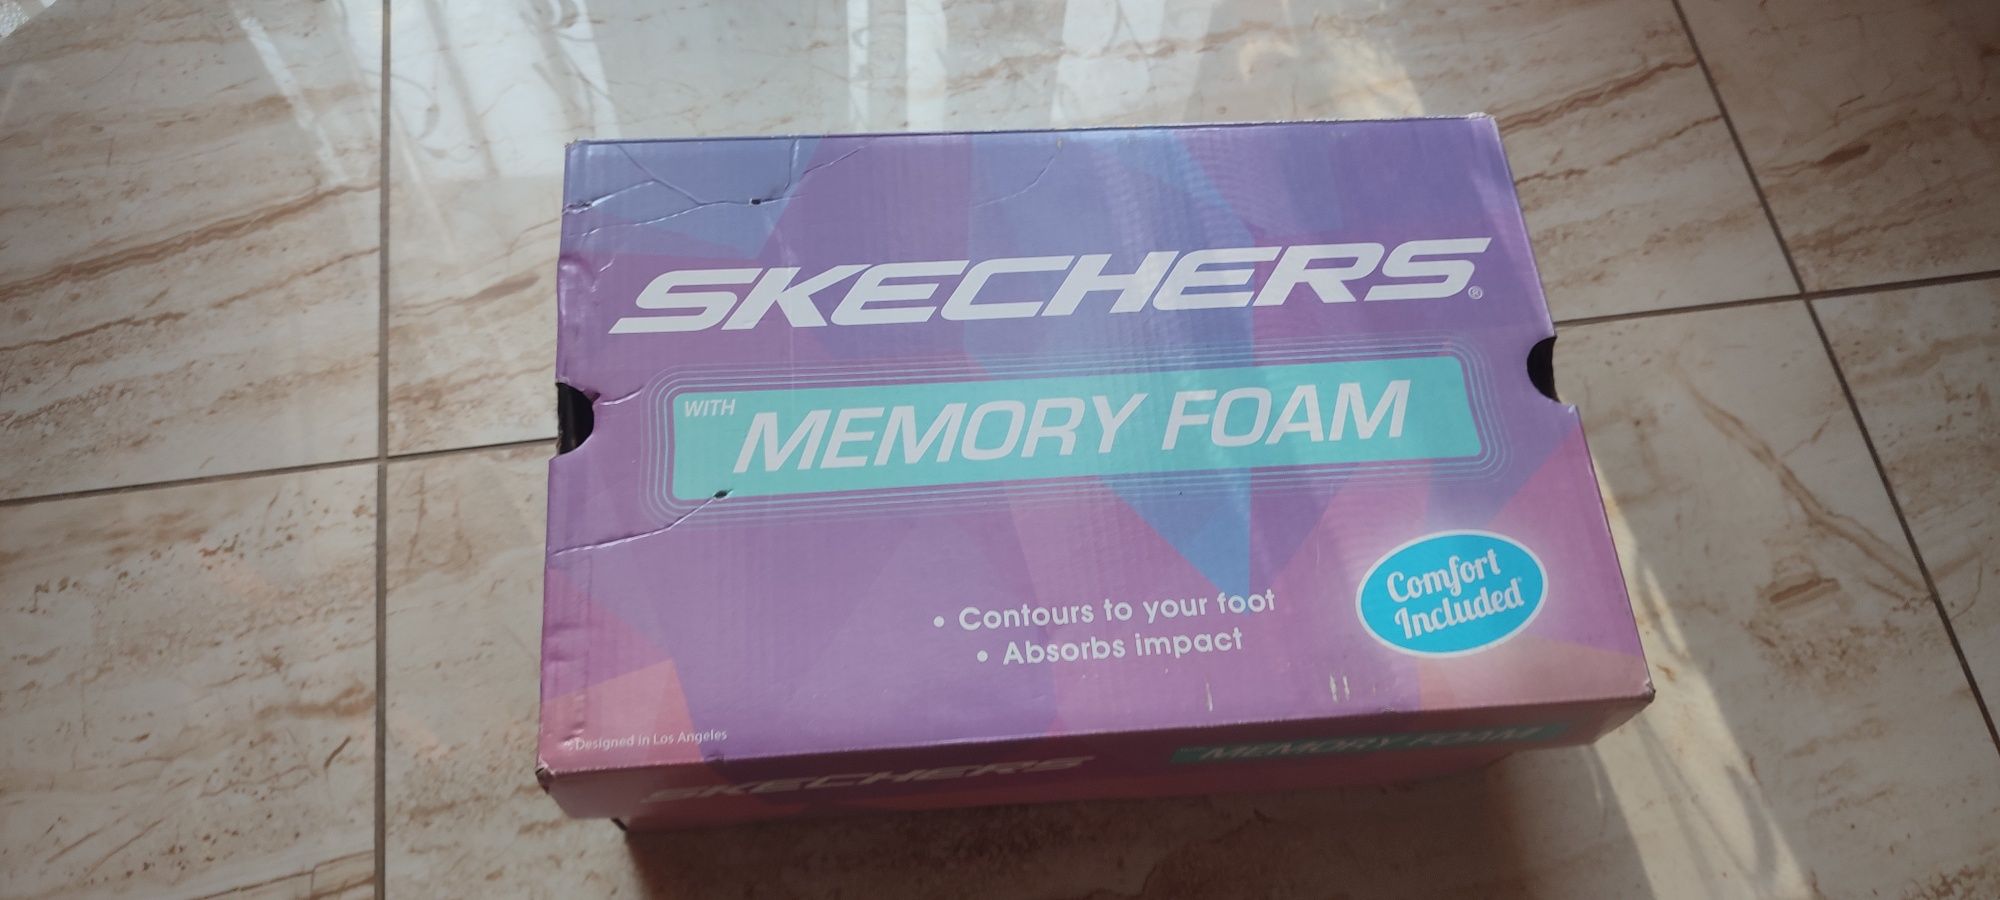 SKECHERS®
WITH MEMORY FOAM
• Contours to your foot
• Absorbs impact
Comfort
Included
Designed in Los Angeles
SKECHERS
MEMORY FOAM